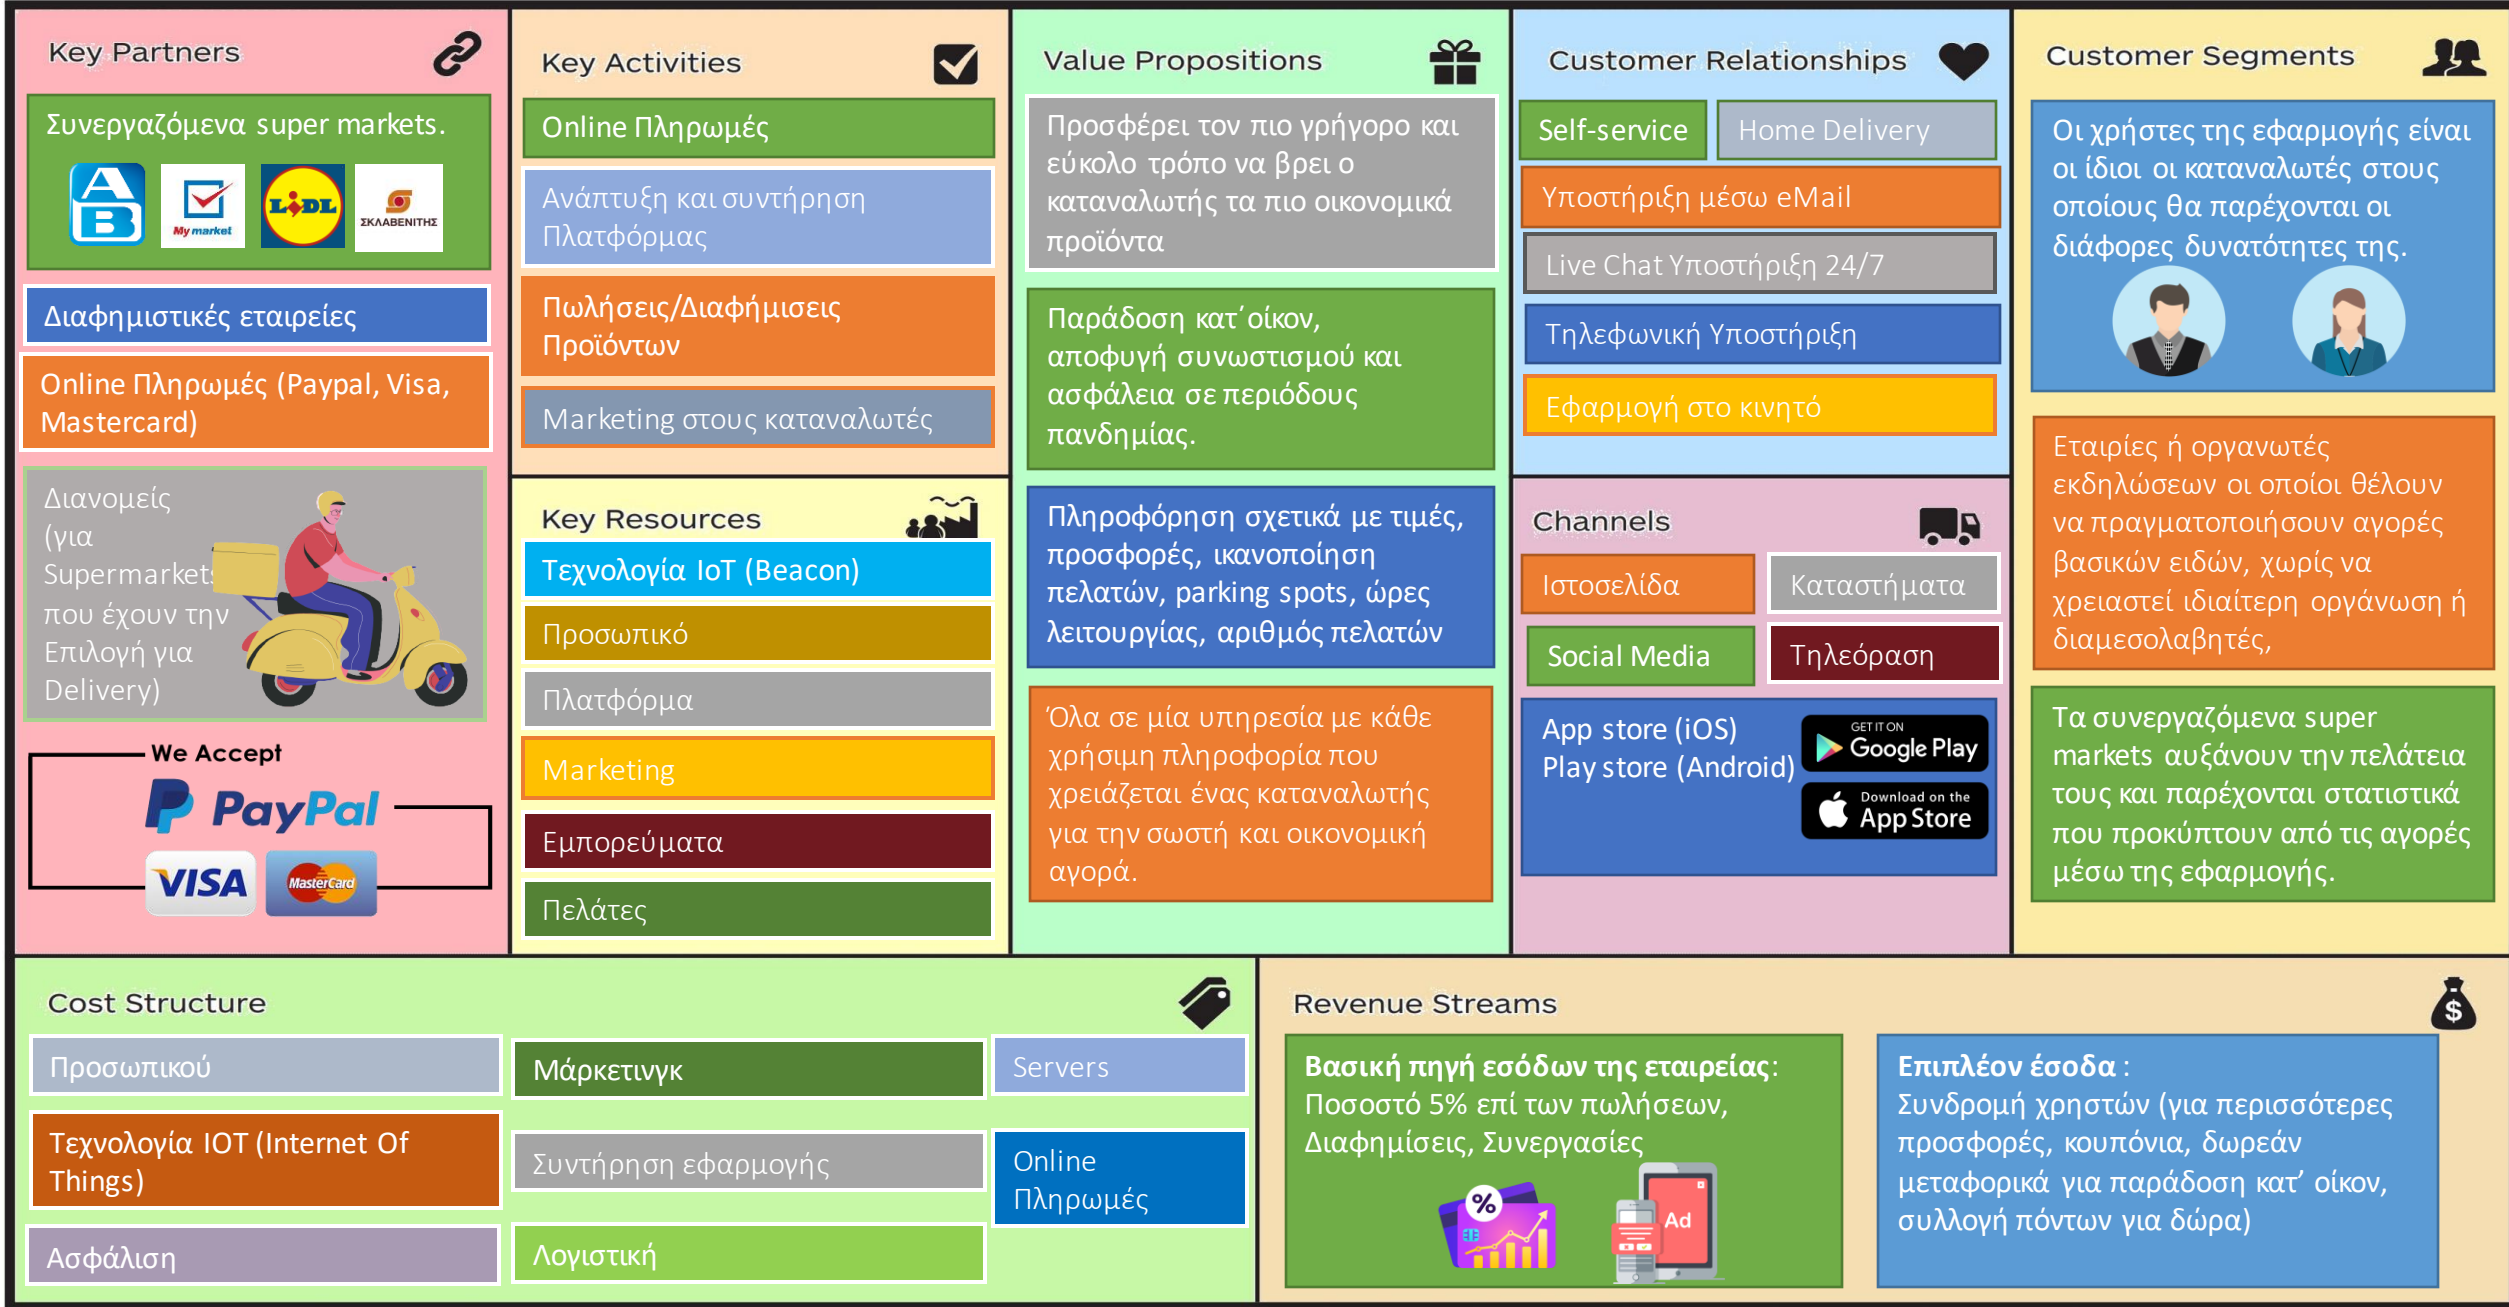 Key Partners
Συνεργαζόμενα super markets.
AB
My market
LIDL
ΣΚΛΑΒΕΝΙΤΗΣ
Διαφημιστικές εταιρείες
Online Πληρωμές (Paypal, Visa,
Mastercard)
Διανομείς
(για
Supermarkets
που έχουν την
Επιλογή για
Delivery)
We Accept
PayPal
VISA
MasterCard
Key Activities
Online Πληρωμές
Ανάπτυξη και συντήρηση
Πλατφόρμας
Πωλήσεις/Διαφήμισεις
Προϊόντων
Marketing στους καταναλωτές
Key Resources
Τεχνολογία IoT (Beacon)
Προσωπικό
Πλατφόρμα
Marketing
Εμπορεύματα
Πελάτες
Value Propositions
Προσφέρει τον πιο γρήγορο και
εύκολο τρόπο να βρει ο
καταναλωτής τα πιο οικονομικά
προϊόντα
Παράδοση κατ΄οίκον,
αποφυγή συνωστισμού και
ασφάλεια σε περιόδους
πανδημίας.
Πληροφόρηση σχετικά με τιμές,
προσφορές, ικανοποίηση
πελατών, parking spots, ώρες
λειτουργίας, αριθμός πελατών
Όλα σε μία υπηρεσία με κάθε
χρήσιμη πληροφορία που
χρειάζεται ένας καταναλωτής
για την σωστή και οικονομική
αγορά.
Customer Relationships
Self-service
Home Delivery
Υποστήριξη μέσω eMail
Live Chat Υποστήριξη 24/7
Τηλεφωνική Υποστήριξη
Εφαρμογή στο κινητό
Channels
Ιστοσελίδα
Καταστήματα
Social Media
Τηλεόραση
App store (iOS)
Play store (Android)
GET IT ON
Google Play
Download on the
App Store
Customer Segments
Οι χρήστες της εφαρμογής είναι
οι ίδιοι οι καταναλωτές στους
οποίους θα παρέχονται οι
διάφορες δυνατότητες της.
Εταιρίες ή οργανωτές
εκδηλώσεων οι οποίοι θέλουν
να πραγματοποιήσουν αγορές
βασικών ειδών, χωρίς να
χρειαστεί ιδιαίτερη οργάνωση ή
διαμεσολαβητές,
Τα συνεργαζόμενα super
markets αυξάνουν την πελάτεια
τους και παρέχονται στατιστικά
που προκύπτουν από τις αγορές
μέσω της εφαρμογής.
Cost Structure
Προσωπικού
Μάρκετινγκ
Servers
Τεχνολογία IOT (Internet Of
Things)
Συντήρηση εφαρμογής
Online
Πληρωμές
Ασφάλιση
Λογιστική
Revenue Streams
$
Βασική πηγή εσόδων της εταιρείας:
Ποσοστό 5% επί των πωλήσεων,
Διαφημίσεις, Συνεργασίες
%
Ad
Επιπλέον έσοδα :
Συνδρομή χρηστών (για περισσότερες
προσφορές, κουπόνια, δωρεάν
μεταφορικά για παράδοση κατ’ οίκον,
συλλογή πόντων για δώρα)